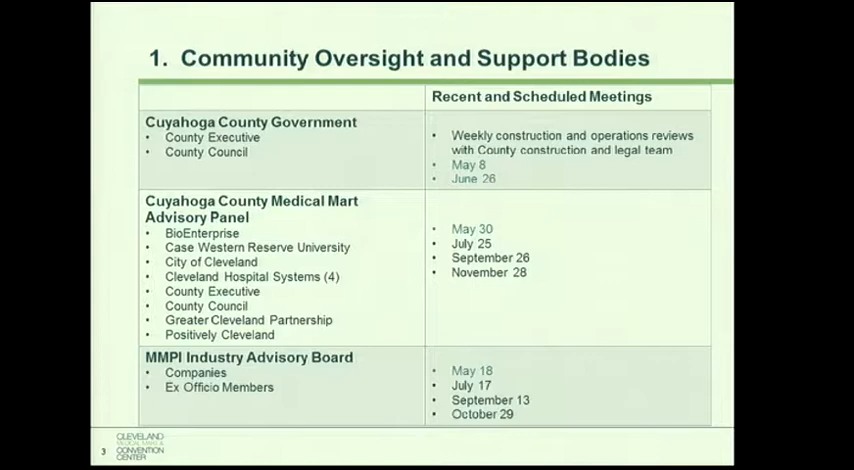 1. Community Oversight and Support Bodies
Recent and Scheduled Meetings
Cuyahoga County Government
• County Executive
• County Council
• Weekly construction and operations reviews
with County construction and legal team
• May 8
• June 26
Cuyahoga County Medical Mart
Advisory Panel
• BioEnterprise
• Case Western Reserve University
• City of Cleveland
• Cleveland Hospital Systems (4)
• County Executive
• County Council
• Greater Cleveland Partnership
• Positively Cleveland
• May 30
• July 25
• September 26
• November 28
MMPI Industry Advisory Board
• Companies
• Ex Officio Members
• May 18
• July 17
• September 13
• October 29
3
CLEVELAND
MEDICAL MART &
CONVENTION
CENTER